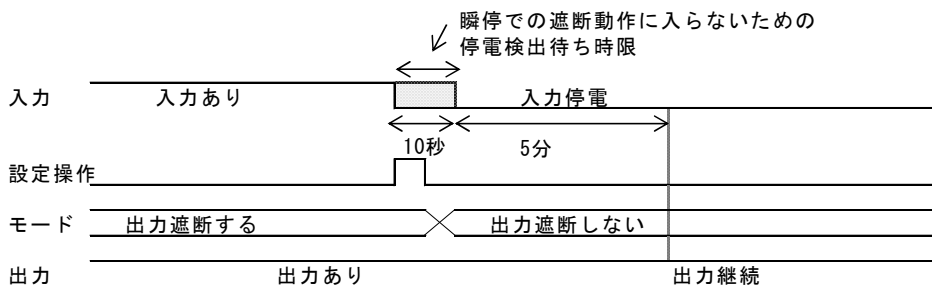 瞬停での遮断動作に入らないための
停電検出待ち時限
入力 入力あり 入力停電
10秒 5分
設定操作
モード 出力遮断する 出力遮断しない
出力 出力あり 出力継続